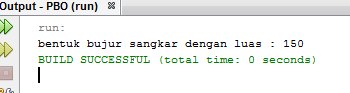 Output - PBO (run)
run:
bentuk bujur sangkar dengan luas : 150
BUILD SUCCESSFUL (total time: 0 seconds)